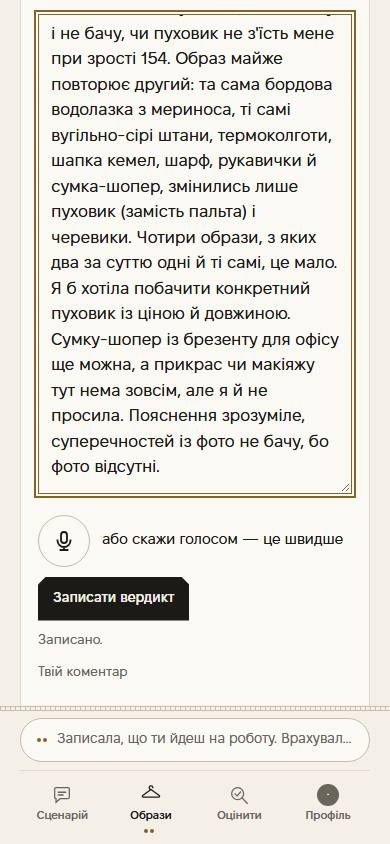 і не бачу, чи пуховик не з'їсть мене
при зрості 154. Образ майже
повторює другий: та сама бордова
водолазка з мериноса, ті самі
вугільно-сірі штани, термоколготи,
шапка кемел, шарф, рукавички й
сумка-шопер, змінились лише
пуховик (замість пальта) і
черевики. Чотири образи, з яких
два за суттю одні й ті самі, це мало.
Я б хотіла побачити конкретний
пуховик із ціною й довжиною.
Сумку-шопер із брезенту для офісу
ще можна, а прикрас чи макіяжу
тут нема зовсім, але я й не
просила. Пояснення зрозуміле,
суперечностей із фото не бачу, бо
фото відсутні.
або скажи голосом — це швидше
Записати вердикт
Записано.
Твій коментар
Записала, що ти йдеш на роботу. Врахувал...
Сценарій
Образи
Оцінити
Профіль